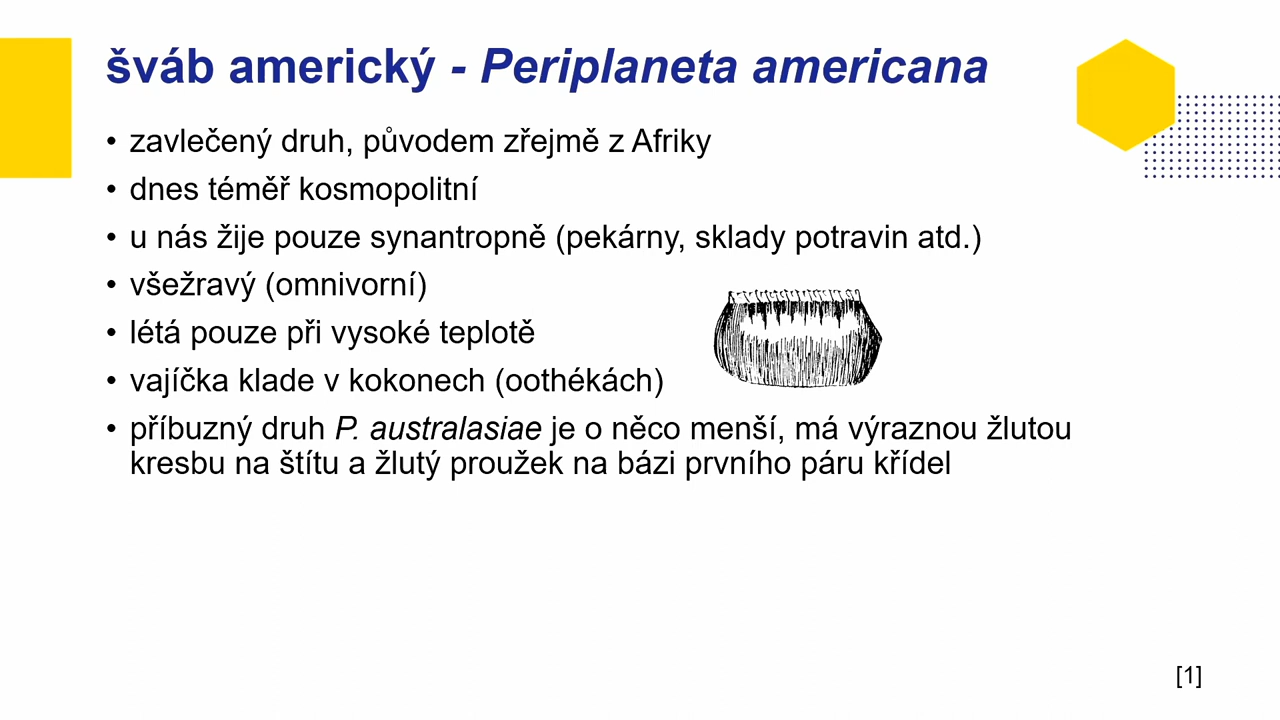 šváb americký - Periplaneta americana
• zavlečený druh, původem zřejmě z Afriky
• dnes téměř kosmopolitní
• u nás žije pouze synantropně (pekárny, sklady potravin atd.)
• všežravý (omnivorní)
• létá pouze při vysoké teplotě
• vajíčka klade v kokonech (oothékách)
• příbuzný druh P. australasiae je o něco menší, má výraznou žlutou
kresbu na štítu a žlutý proužek na bázi prvního páru křídel
[1]